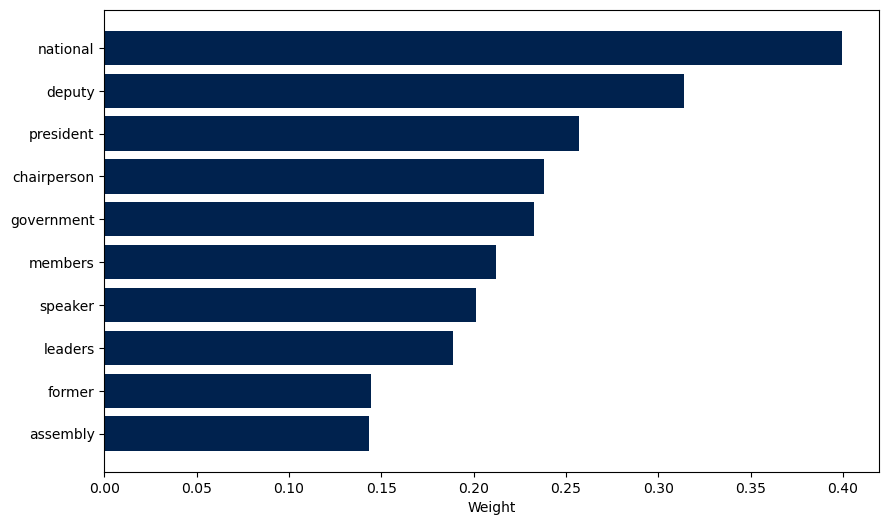 national
deputy
president
chairperson
government
members
speaker
leaders
former
assembly
0.00 0.05 0.10 0.15 0.20 0.25 0.30 0.35 0.40
Weight